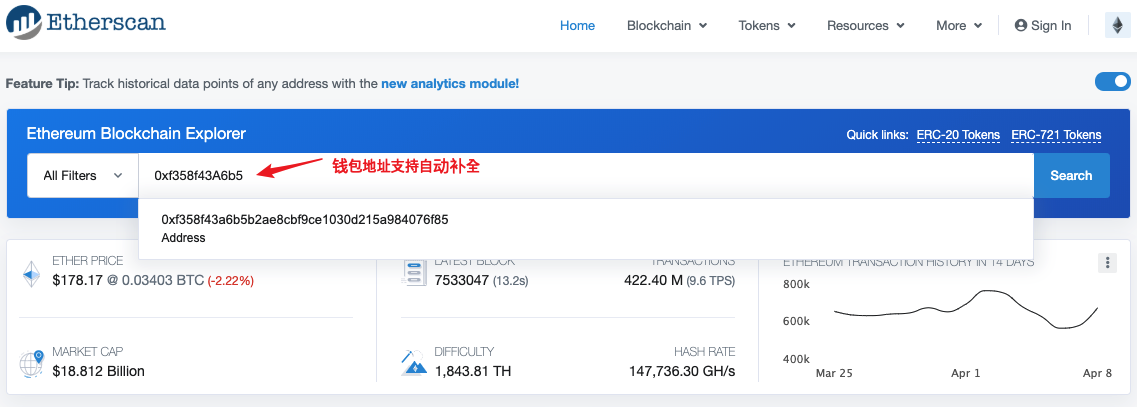 Etherscan
Home Blockchain Tokens Resources More Sign In
Feature Tip: Track historical data points of any address with the new analytics module!
Ethereum Blockchain Explorer
Quick links: ERC-20 Tokens ERC-721 Tokens
All Filters 0xf358f43A6b5 钱包地址支持自动补全 Search
0xf358f43a6b5b2ae8cbf9ce1030d215a984076f85
Address
ETHER PRICE
$178.17 @ 0.03403 BTC (-2.22%)
LATEST BLOCK
7533047 (13.2s)
TRANSACTIONS
422.40 M (9.6 TPS)
MARKET CAP
$18.812 Billion
DIFFICULTY
1,843.81 TH
HASH RATE
147,736.30 GH/s
ETHEREUM TRANSACTION HISTORY IN 14 DAYS
800k
600k
400k
Mar 25 Apr 1 Apr 8